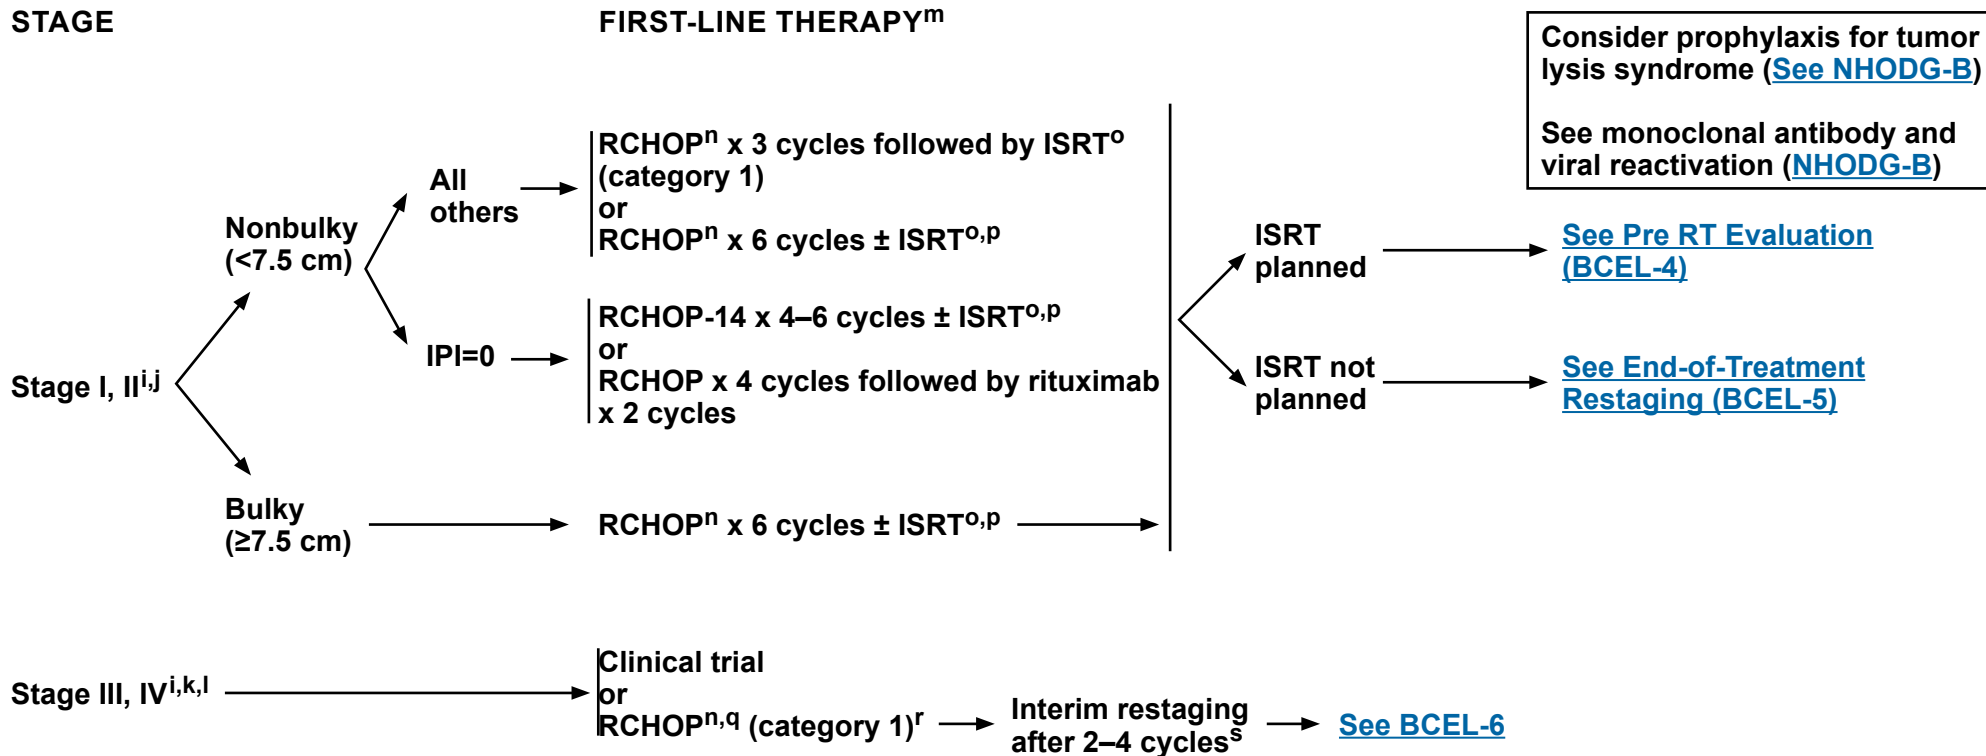 STAGE
FIRST-LINE THERAPYm
Consider prophylaxis for tumor
lysis syndrome (See NHODG-B)
See monoclonal antibody and
viral reactivation (NHODG-B)
Stage I, IIi,j
Nonbulky
(<7.5 cm)
All
others
RCHOPn x 3 cycles followed by ISRTo
(category 1)
or
RCHOPn x 6 cycles ± ISRTo,p
IPI=0
RCHOP-14 x 4–6 cycles ± ISRTo,p
or
RCHOP x 4 cycles followed by rituximab
x 2 cycles
Bulky
(≥7.5 cm)
RCHOPn x 6 cycles ± ISRTo,p
ISRT
planned
See Pre RT Evaluation
(BCEL-4)
ISRT not
planned
See End-of-Treatment
Restaging (BCEL-5)
Stage III, IVi,k,l
Clinical trial
or
RCHOPn,q (category 1)r
Interim restaging
after 2–4 cycless
See BCEL-6